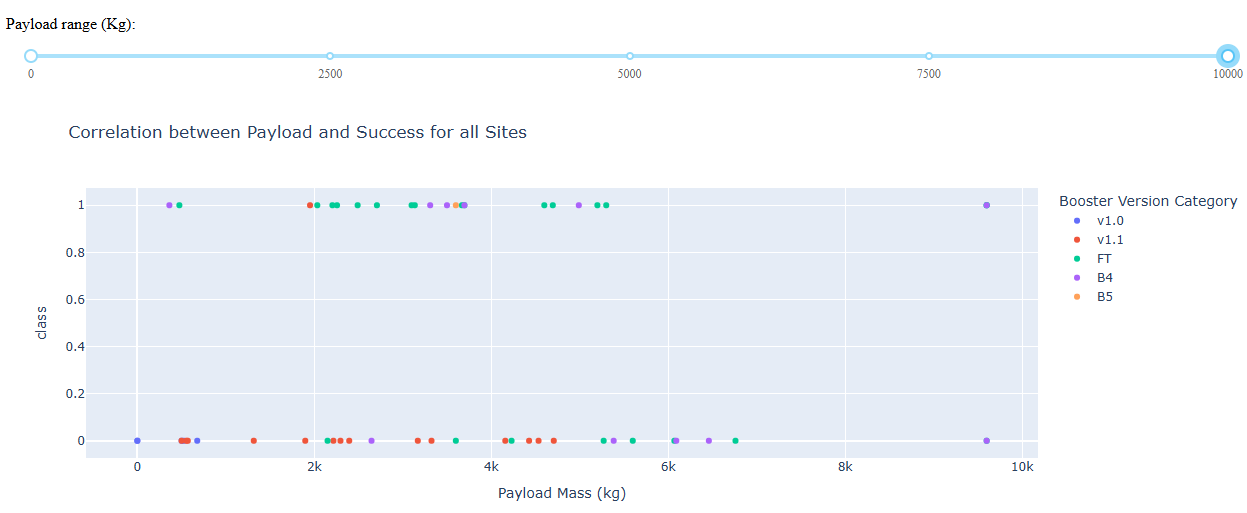 Payload range (Kg):
0 2500 5000 7500 10000
Correlation between Payload and Success for all Sites
Booster Version Category
v1.0
v1.1
FT
B4
B5
1
0.8
0.6
0.4
0.2
0
class
0 2k 4k 6k 8k 10k
Payload Mass (kg)